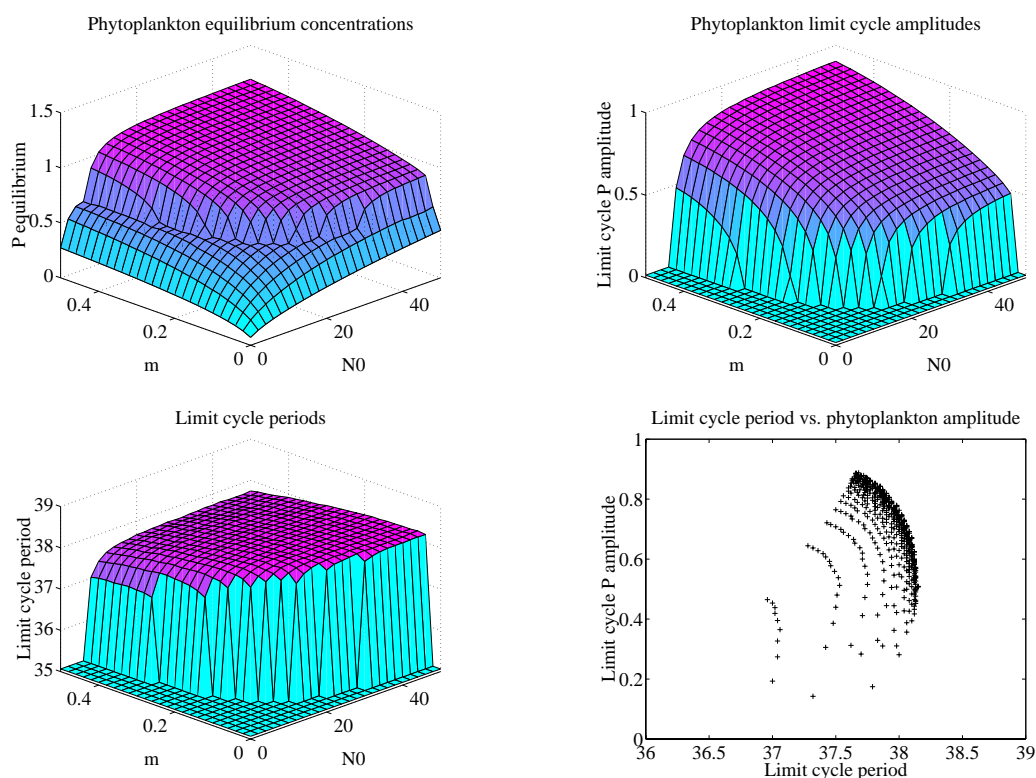 Phytoplankton equilibrium concentrations
1.5
1
0.5
0
P equilibrium
0.4
0.2
0
m
0
20
40
N0
Phytoplankton limit cycle amplitudes
1
0.5
0
Limit cycle P amplitude
0.4
0.2
0
m
0
20
40
N0
Limit cycle periods
39
38
37
36
35
Limit cycle period
0.4
0.2
0
m
0
20
40
N0
Limit cycle period vs. phytoplankton amplitude
1
0.8
0.6
0.4
0.2
0
Limit cycle P amplitude
36 36.5 37 37.5 38 38.5 39
Limit cycle period